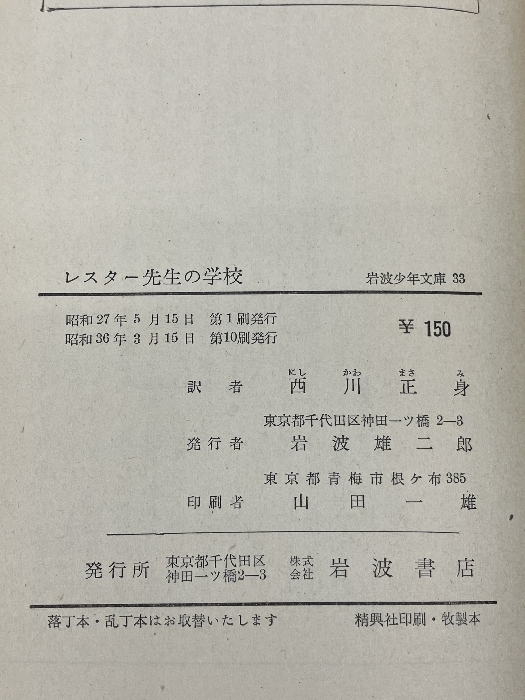 レスター先生の学校 岩波少年文庫 33
昭和27年5月15日 第1刷発行
昭和36年3月15日 第10刷発行
¥150
にし かわ まさ み
訳者 西川正身
東京都千代田区神田一ツ橋 2—3
発行者 岩波雄二郎
東京都青梅市根ヶ布385
印刷者 山田一雄
発行所 東京都千代田区神田一ツ橋2—3 株式会社 岩波書店
落丁本・乱丁本はお取替いたします 精興社印刷・牧製本